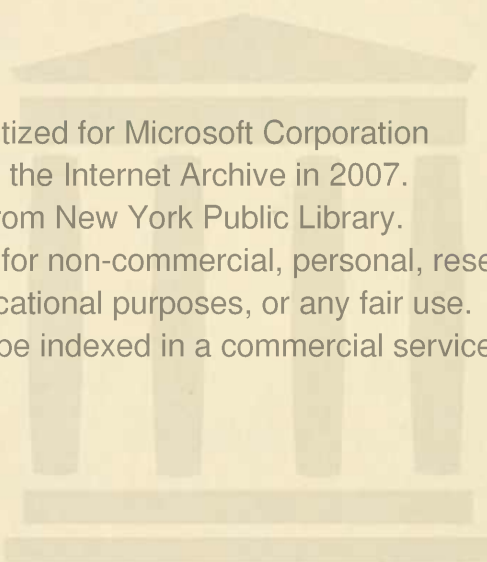 tized for Microsoft Corporation
the Internet Archive in 2007.
om New York Public Library.
for non-commercial, personal, rese
cational purposes, or any fair use.
be indexed in a commercial service